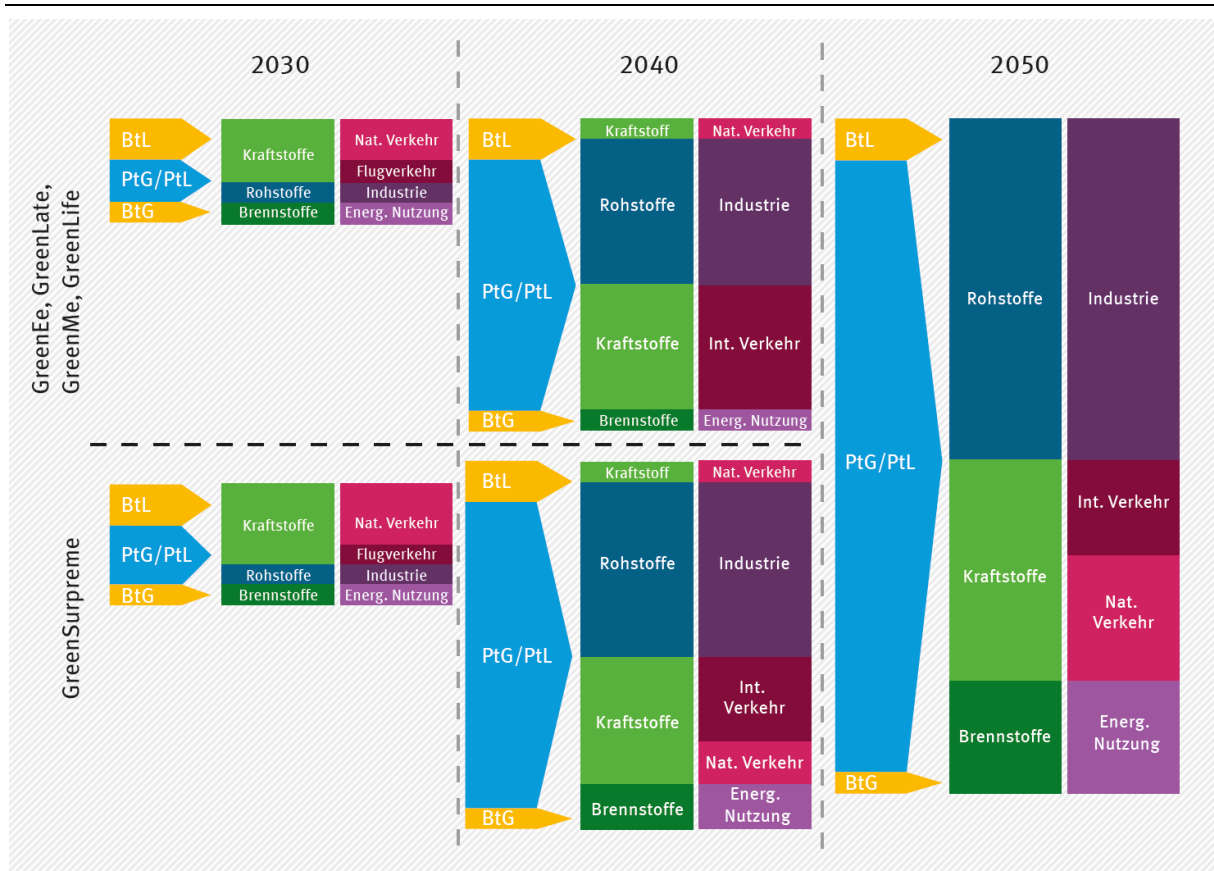 2030
2040
2050
GreenEe, GreenLate,
GreenMe, GreenLife
BtL
PtG/PtL
BtG
Kraftstoffe
Rohstoffe
Brennstoffe
Nat. Verkehr
Flugverkehr
Industrie
Energ. Nutzung
BtL
PtG/PtL
BtG
Kraftstoff
Rohstoffe
Kraftstoffe
Brennstoffe
Nat. Verkehr
Industrie
Int. Verkehr
Energ. Nutzung
GreenSurpreme
BtL
PtG/PtL
BtG
Kraftstoffe
Rohstoffe
Brennstoffe
Nat. Verkehr
Flugverkehr
Industrie
Energ. Nutzung
BtL
PtG/PtL
BtG
Kraftstoff
Rohstoffe
Kraftstoffe
Brennstoffe
Nat. Verkehr
Industrie
Int.
Verkehr
Nat. Verkehr
Energ.
Nutzung
BtL
PtG/PtL
BtG
Rohstoffe
Kraftstoffe
Brennstoffe
Industrie
Int. Verkehr
Nat.
Verkehr
Energ.
Nutzung